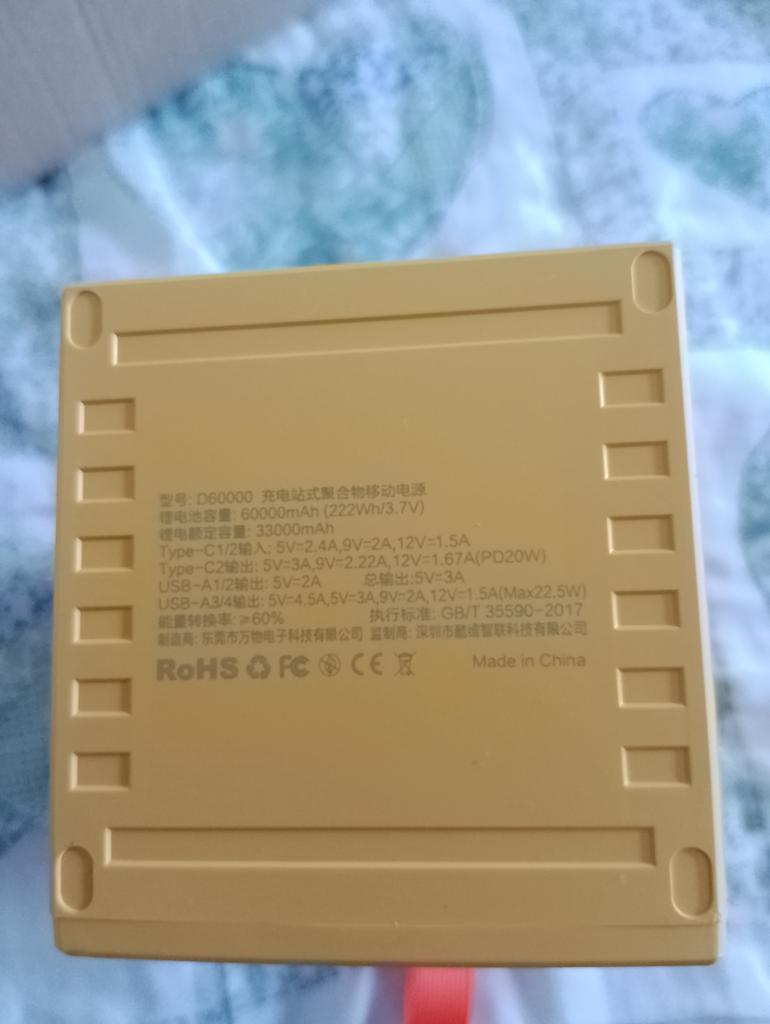 型号: D60000 充电站式聚合物移动电源
锂电池容量: 60000mAh (222Wh/3.7V)
锂电额定容量: 33000mAh
Type-C1/2输入: 5V=2.4A,9V=2A,12V=1.5A
Type-C2输出: 5V=3A,9V=2.22A,12V=1.67A(PD20W)
USB-A1/2输出: 5V=2A 总输出:5V=3A
USB-A3/4输出: 5V=4.5A,5V=3A,9V=2A,12V=1.5A(Max22.5W)
能量转换率: ≥60% 执行标准: GB/T 35590-2017
制造商: 东莞市万物电子科技有限公司 监制商: 深圳市酷绘智联科技有限公司
RoHS FC CE Made in China